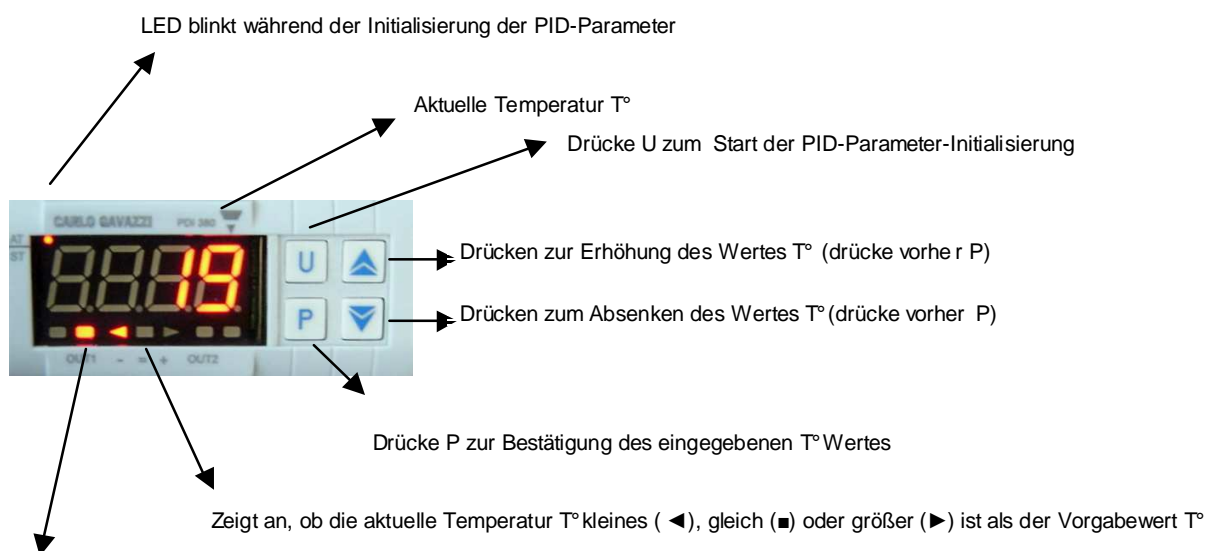 LED blinkt während der Initialisierung der PID-Parameter
Aktuelle Temperatur T°
Drücke U zum Start der PID-Parameter-Initialisierung
CARLO GAVAZZI PDI 380
AT
ST
19
U
Drücken zur Erhöhung des Wertes T° (drücke vorhe r P)
P
Drücken zum Absenken des Wertes T° (drücke vorher P)
OUT1 - = + OUT2
Drücke P zur Bestätigung des eingegebenen T° Wertes
Zeigt an, ob die aktuelle Temperatur T° kleines ( ◄), gleich (■) oder größer (►) ist als der Vorgabewert T°